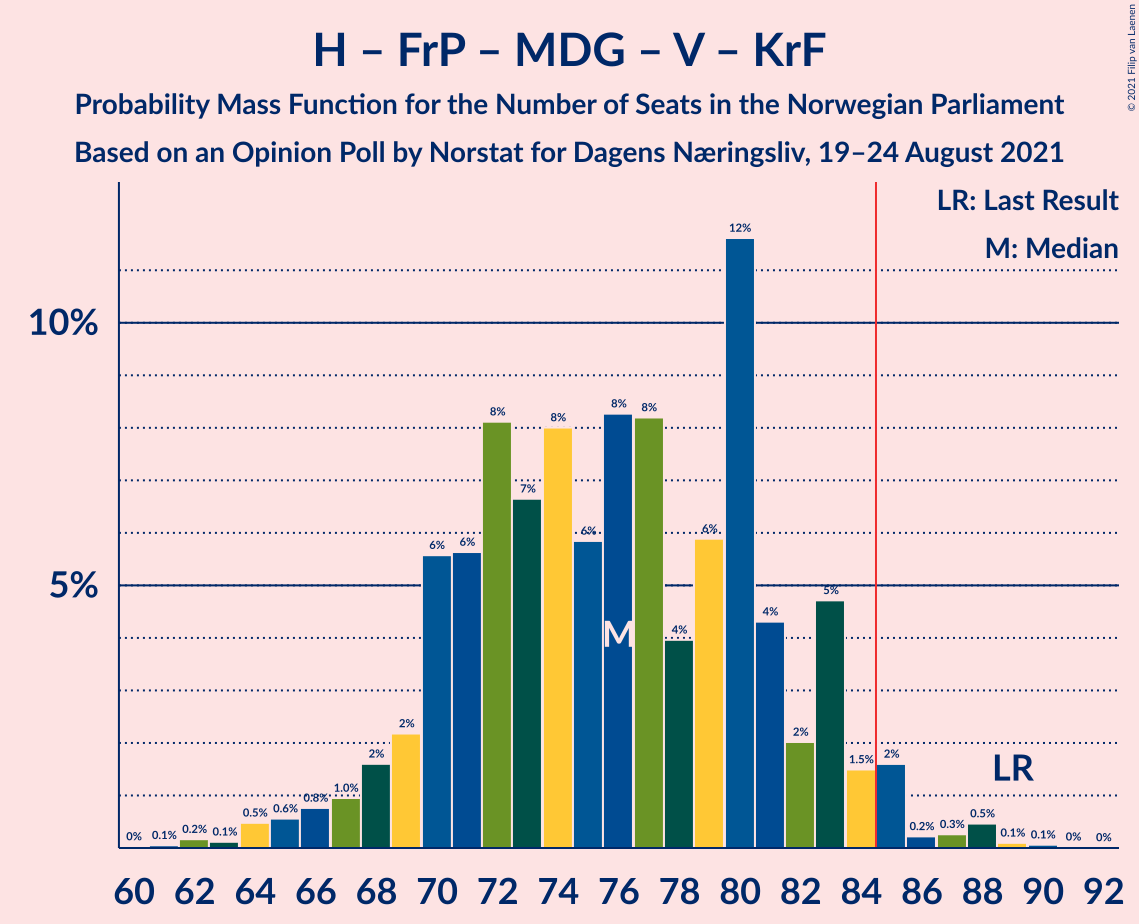 H – FrP – MDG – V – KrF
Probability Mass Function for the Number of Seats in the Norwegian Parliament
Based on an Opinion Poll by Norstat for Dagens Næringsliv, 19–24 August 2021
© 2021 Filip van Laenen
LR: Last Result
M: Median
10%
5%
0% 0.1% 0.2% 0.1% 0.5% 0.6% 0.8% 1.0% 2% 2% 6% 6% 8% 7% 8% 6% 8% 8% 4% 6% 12% 4% 2% 5% 1.5% 2% 0.2% 0.3% 0.5% 0.1% 0.1% 0% 0%
M
LR
60 62 64 66 68 70 72 74 76 78 80 82 84 86 88 90 92